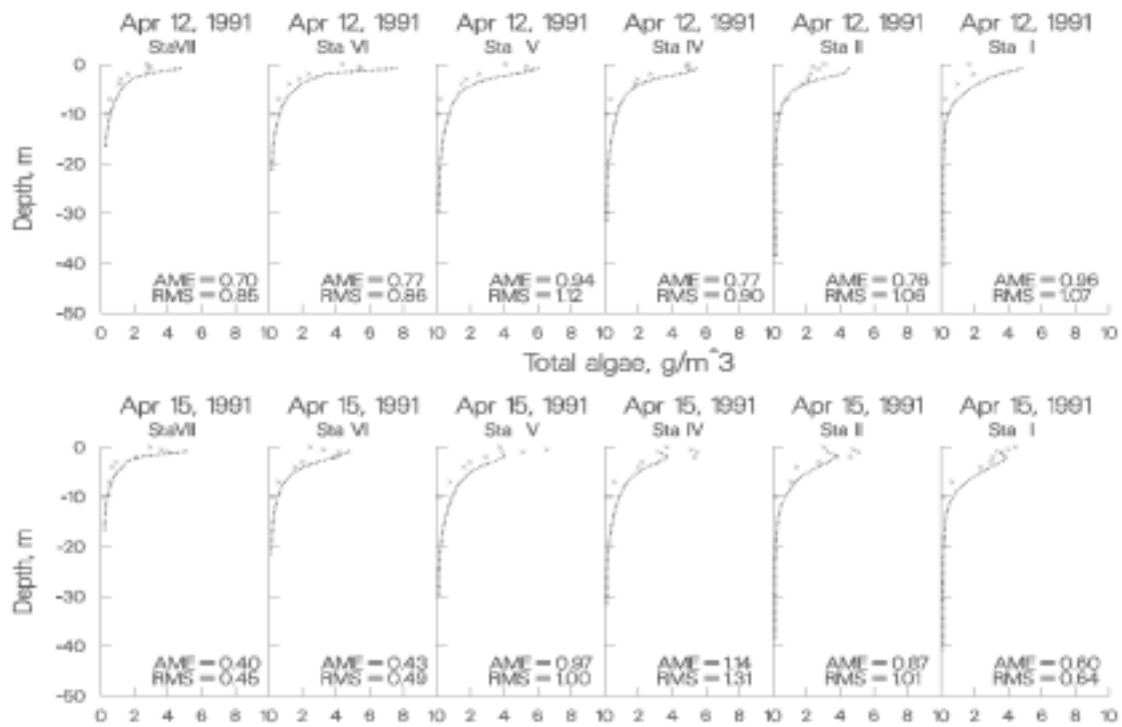 Apr 12, 1991 Apr 12, 1991 Apr 12, 1991 Apr 12, 1991 Apr 12, 1991 Apr 12, 1991
Sta VII Sta VI Sta V Sta IV Sta II Sta I
0
-10
-20
-30
-40
-50
Depth, m
AME = 0.70 AME = 0.77 AME = 0.94 AME = 0.77 AME = 0.76 AME = 0.96
RMS = 0.85 RMS = 0.86 RMS = 1.12 RMS = 0.90 RMS = 1.06 RMS = 1.07
0 2 4 6 8 10 2 4 6 8 10 2 4 6 8 10 2 4 6 8 10 2 4 6 8 10 2 4 6 8 10
Total algae, g/m^3
Apr 15, 1991 Apr 15, 1991 Apr 15, 1991 Apr 15, 1991 Apr 15, 1991 Apr 15, 1991
Sta VII Sta VI Sta V Sta IV Sta II Sta I
0
-10
-20
-30
-40
-50
Depth, m
AME = 0.40 AME = 0.43 AME = 0.97 AME = 1.14 AME = 0.87 AME = 0.60
RMS = 0.45 RMS = 0.49 RMS = 1.00 RMS = 1.31 RMS = 1.01 RMS = 0.64
0 2 4 6 8 10 2 4 6 8 10 2 4 6 8 10 2 4 6 8 10 2 4 6 8 10 2 4 6 8 10